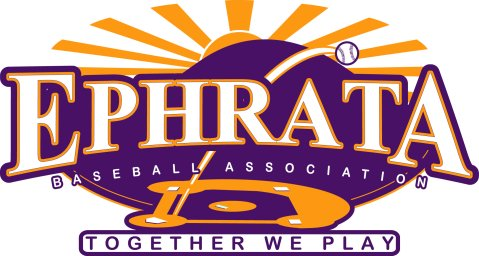 EPHRATA
BASEBALL ASSOCIATION
TOGETHER WE PLAY